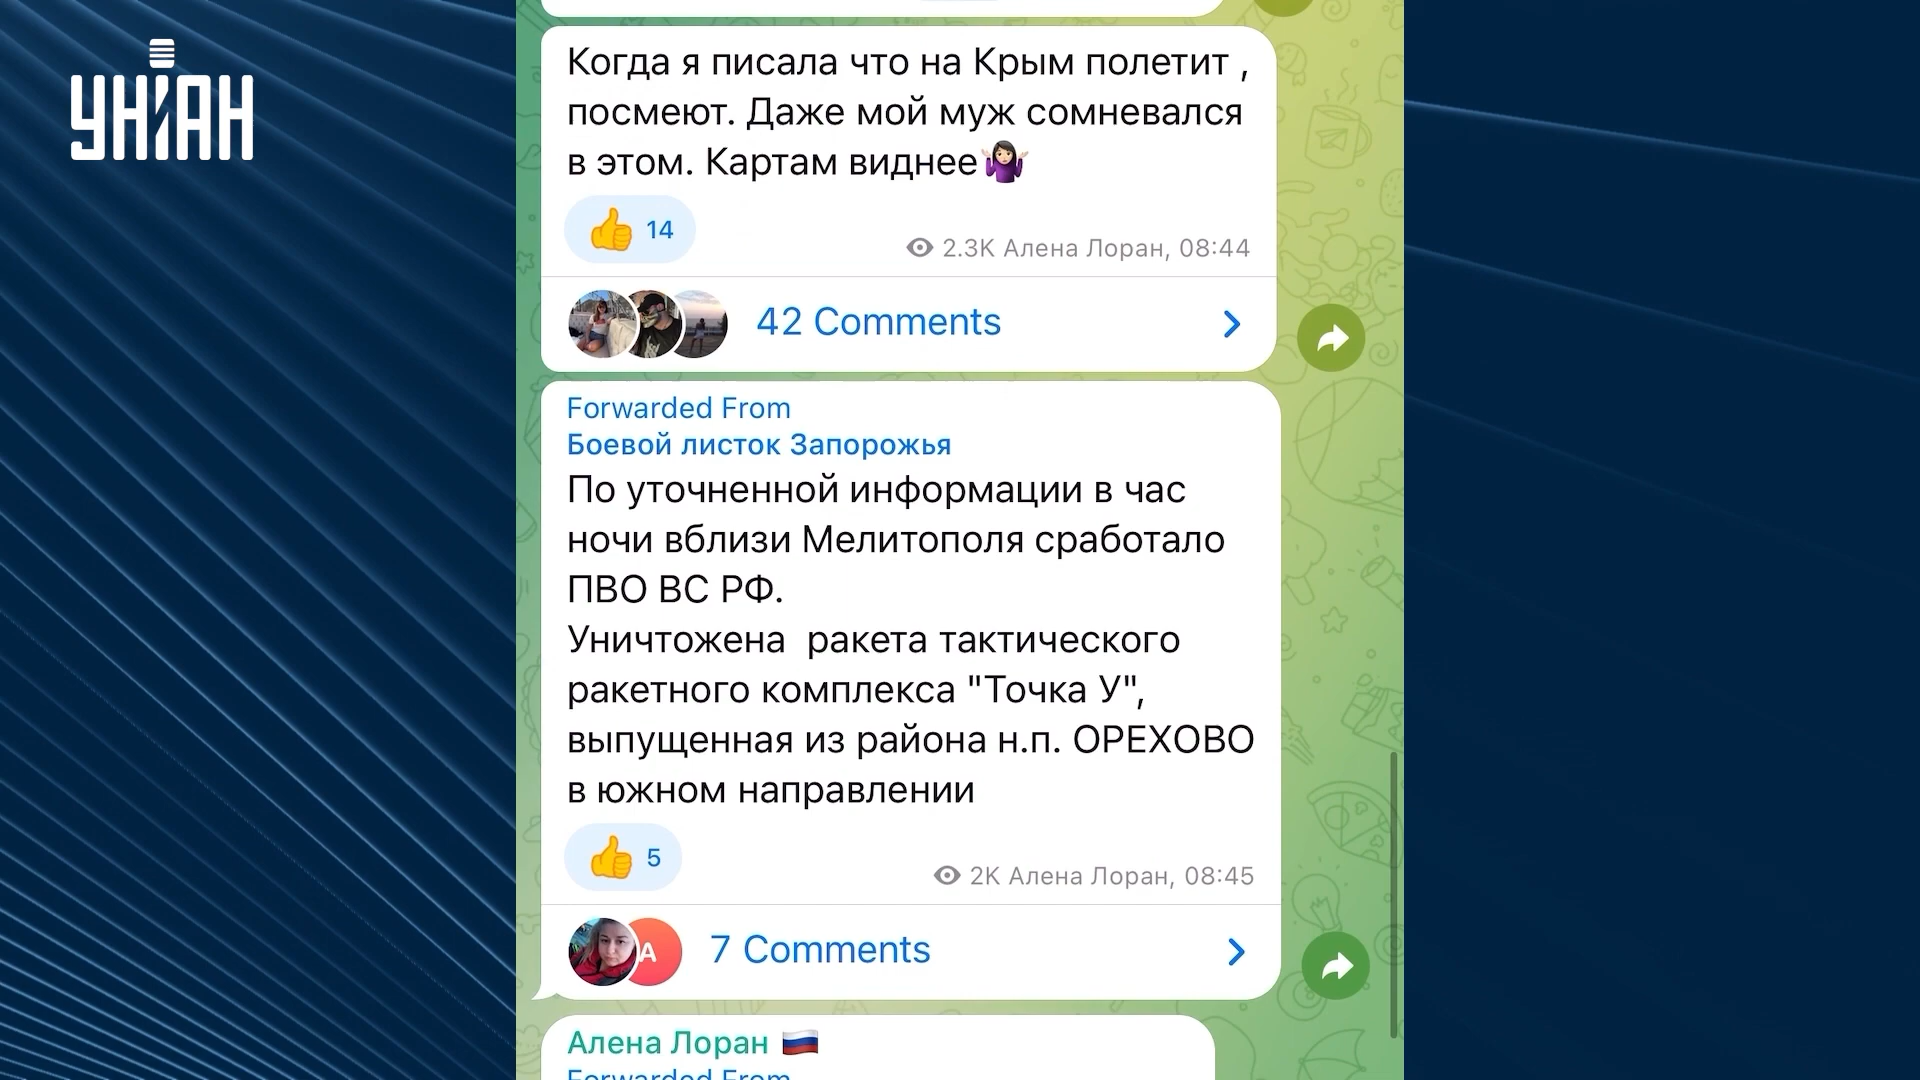 УНІАН
Когда я писала что на Крым полетит ,
посмеют. Даже мой муж сомневался
в этом. Картам виднее🤷🏻‍♀️
👍 14
2.3K Алена Лоран, 08:44
42 Comments
Forwarded From
Боевой листок Запорожья
По уточненной информации в час
ночи вблизи Мелитополя сработало
ПВО ВС РФ.
Уничтожена  ракета тактического
ракетного комплекса "Точка У",
выпущенная из района н.п. ОРЕХОВО
в южном направлении
👍 5
2K Алена Лоран, 08:45
A
7 Comments
Алена Лоран 🇷🇺
Forwarded From